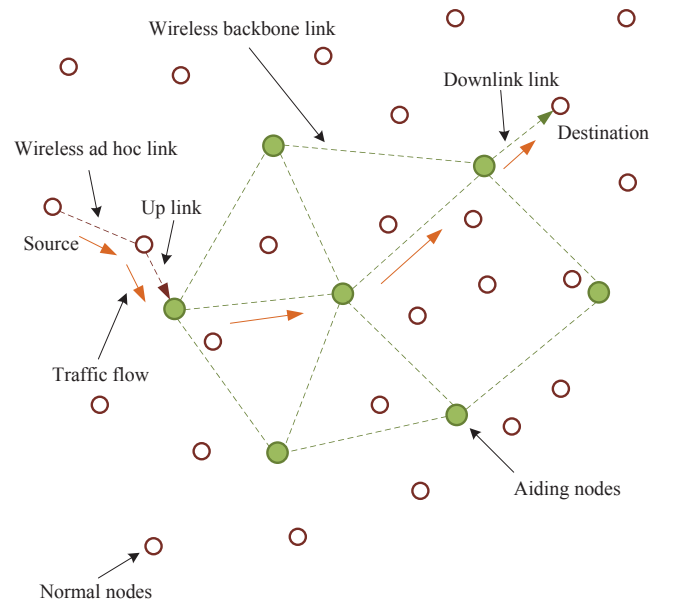 Wireless backbone link
Downlink link
Destination
Wireless ad hoc link
Up link
Source
Traffic flow
Aiding nodes
Normal nodes